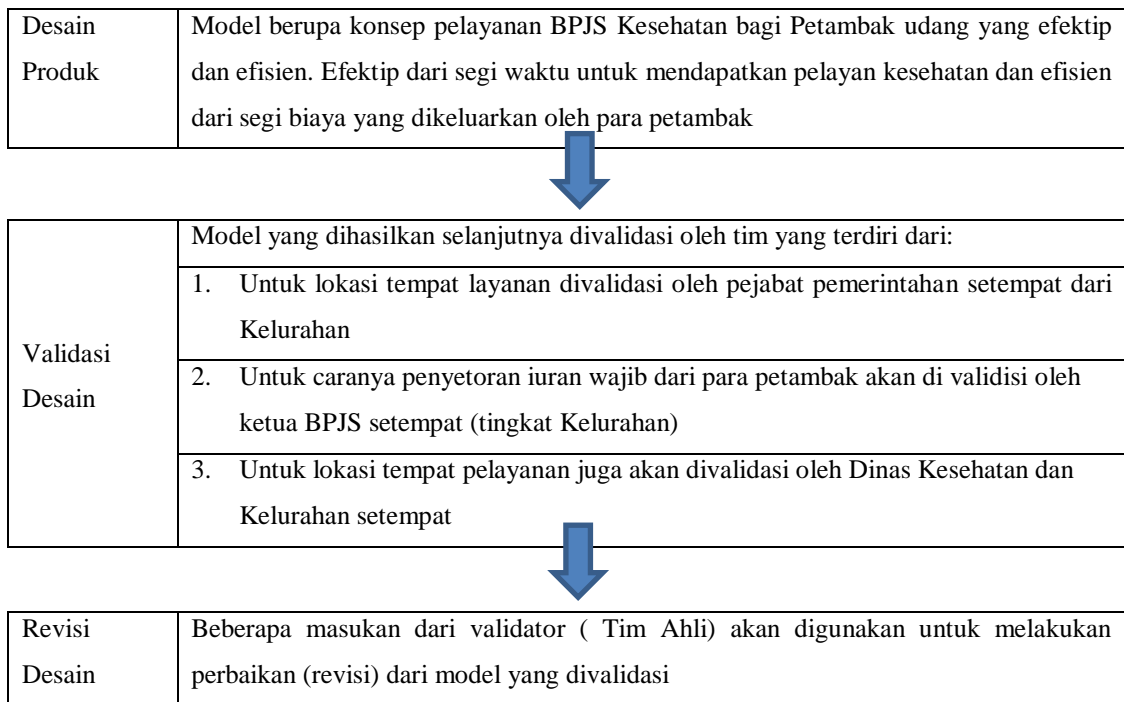 Desain
Produk
Model berupa konsep pelayanan BPJS Kesehatan bagi Petambak udang yang efektip
dan efisien. Efektip dari segi waktu untuk mendapatkan pelayan kesehatan dan efisien
dari segi biaya yang dikeluarkan oleh para petambak
Validasi
Desain
Model yang dihasilkan selanjutnya divalidasi oleh tim yang terdiri dari:
1. Untuk lokasi tempat layanan divalidasi oleh pejabat pemerintahan setempat dari
Kelurahan
2. Untuk caranya penyetoran iuran wajib dari para petambak akan di validisi oleh
ketua BPJS setempat (tingkat Kelurahan)
3. Untuk lokasi tempat pelayanan juga akan divalidasi oleh Dinas Kesehatan dan
Kelurahan setempat
Revisi
Desain
Beberapa masukan dari validator ( Tim Ahli) akan digunakan untuk melakukan
perbaikan (revisi) dari model yang divalidasi